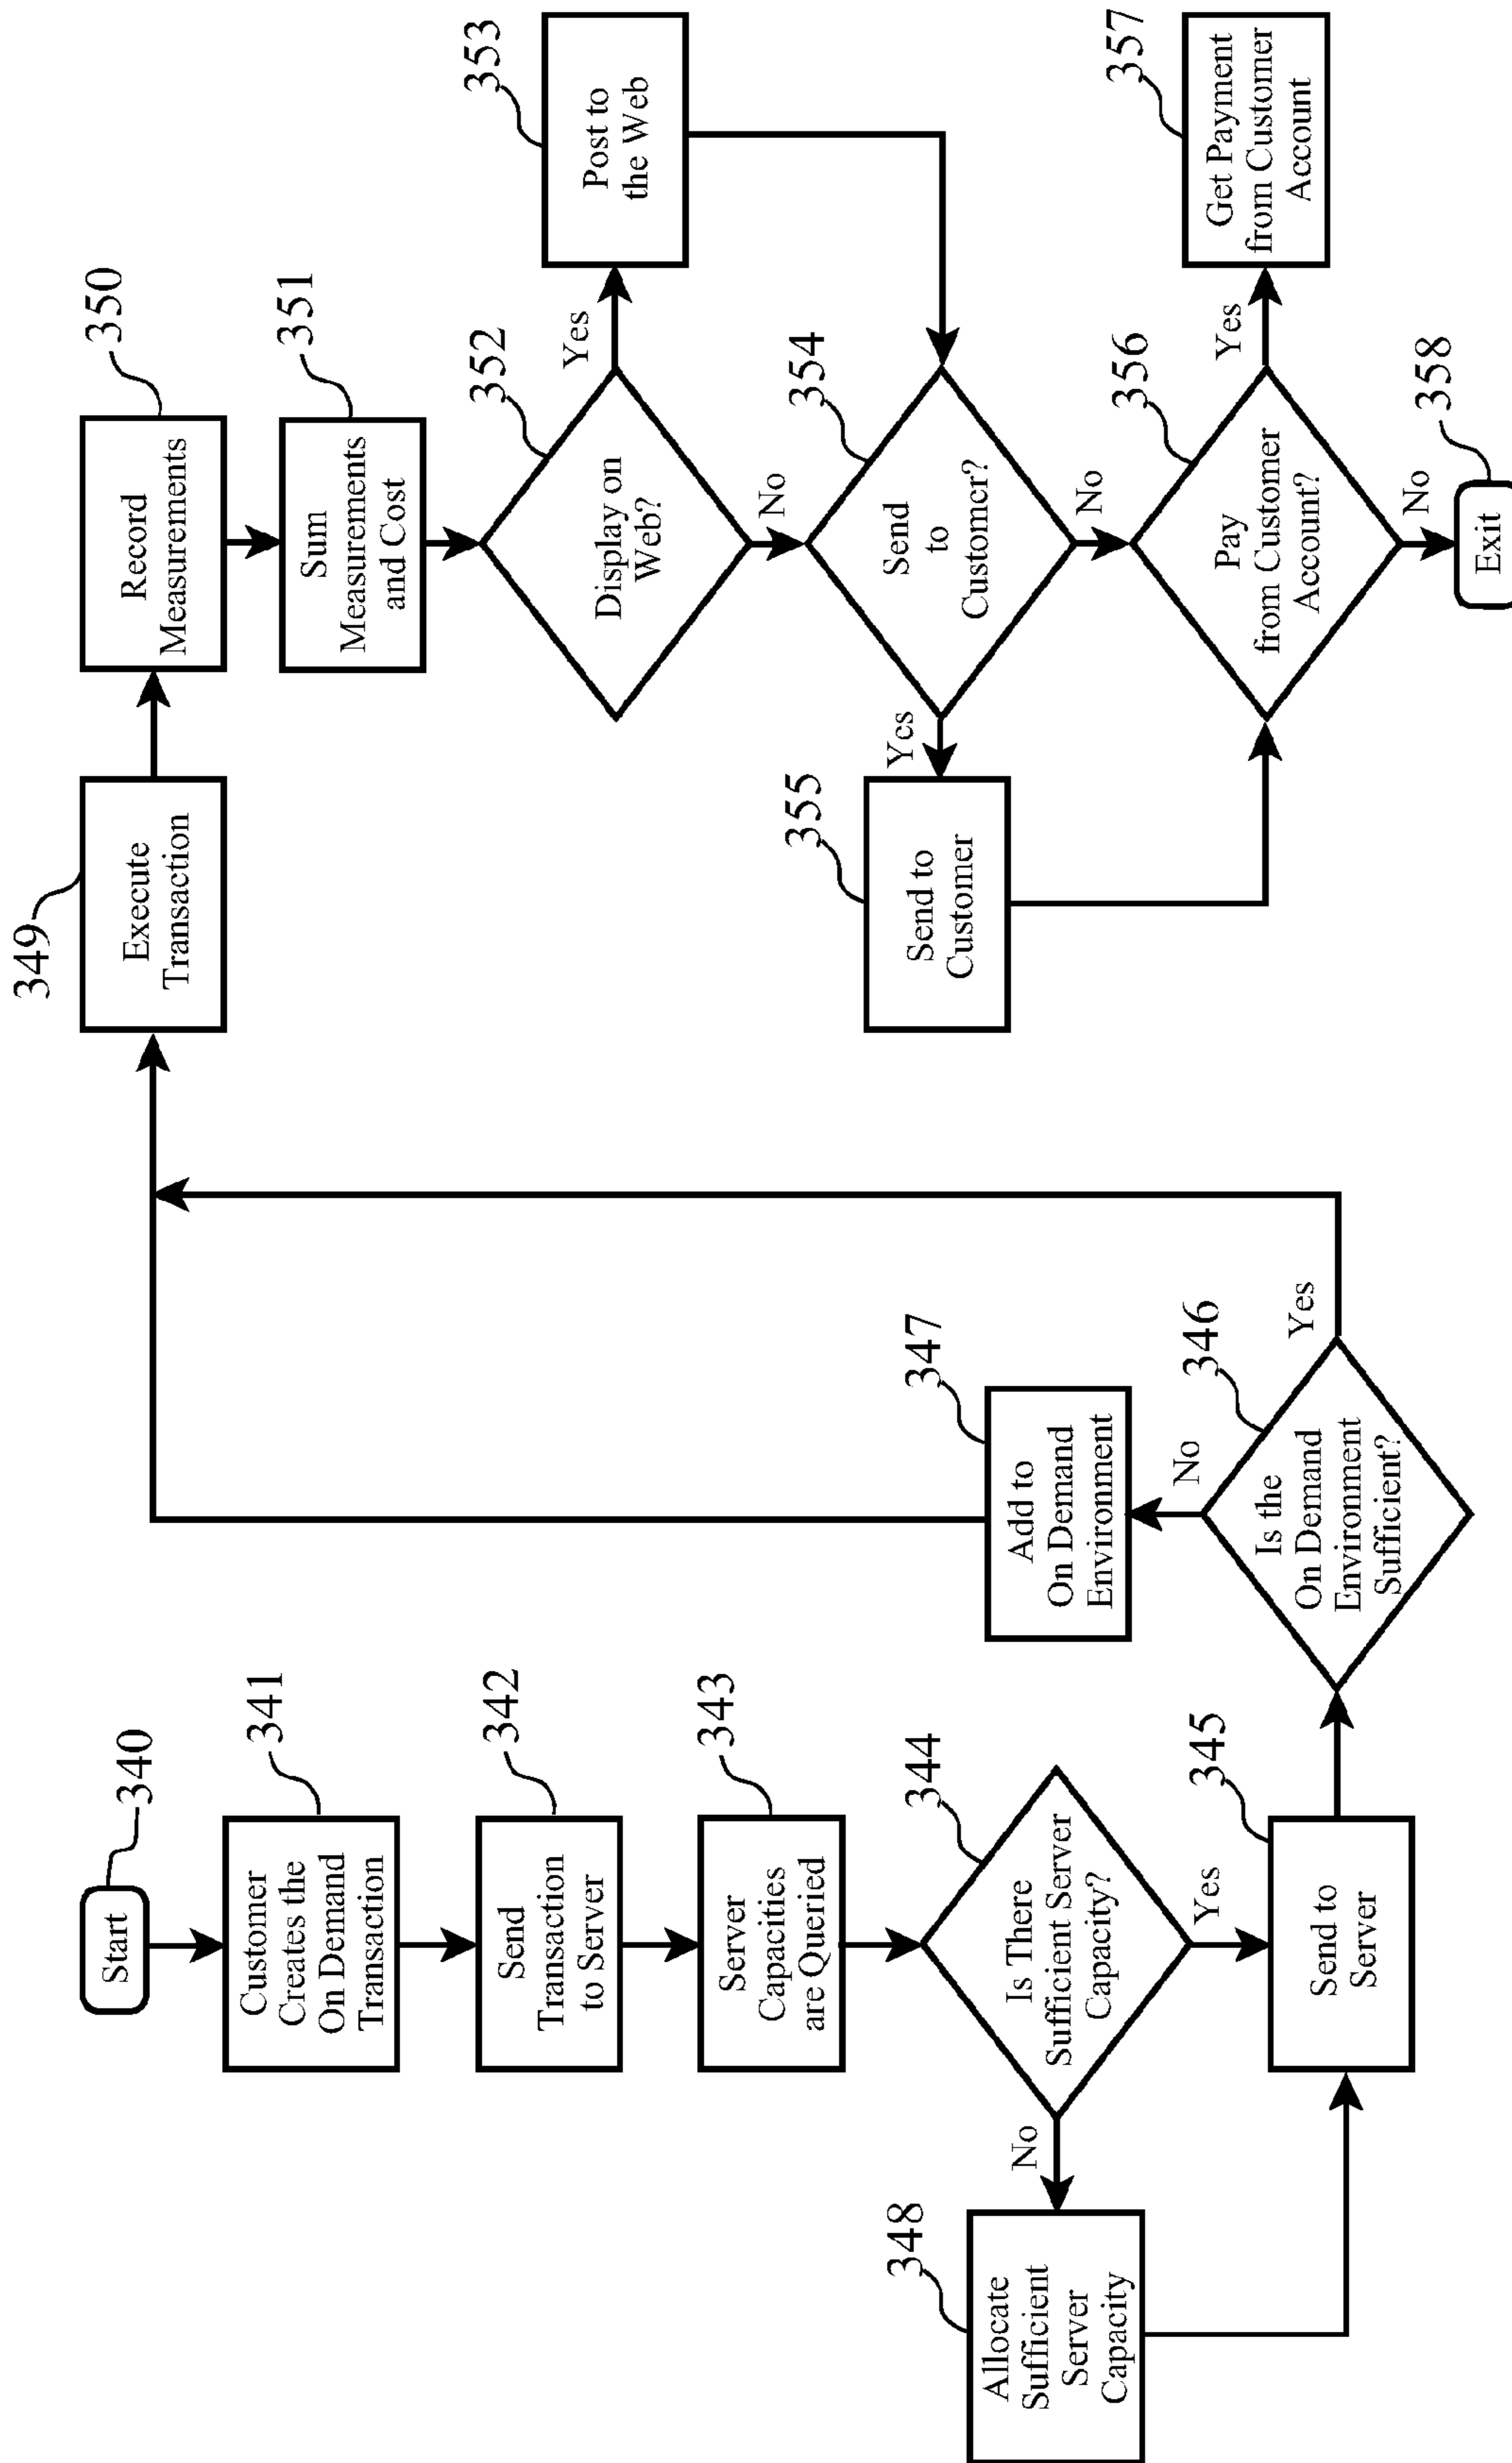 340
Start
341
Customer
Creates the
On Demand
Transaction
342
Send
Transaction
to Server
343
Server
Capacities
are Queried
344
Is There
Sufficient Server
Capacity?
No
Yes
348
Allocate
Sufficient
Server
Capacity
345
Send to
Server
346
Is the
On Demand
Environment
Sufficient?
No
Yes
347
Add to
On Demand
Environment
349
Execute
Transaction
350
Record
Measurements
351
Sum
Measurements
and Cost
352
Display on
Web?
Yes
No
353
Post to
the Web
354
Send
to
Customer?
Yes
No
355
Send to
Customer
356
Pay
from Customer
Account?
Yes
No
357
Get Payment
from Customer
Account
358
Exit